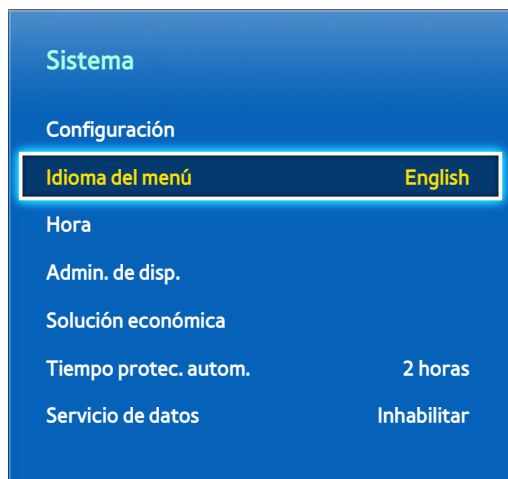 Sistema
Configuración
Idioma del menú English
Hora
Admin. de disp.
Solución económica
Tiempo protec. autom. 2 horas
Servicio de datos Inhabilitar